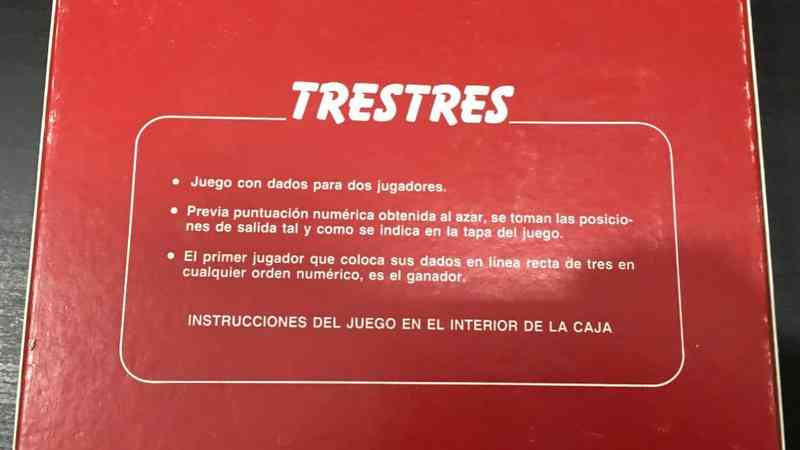 TRESTRES
• Juego con dados para dos jugadores.
• Previa puntuación numérica obtenida al azar, se toman las posicio-
nes de salida tal y como se indica en la tapa del juego.
• El primer jugador que coloca sus dados en línea recta de tres en
cualquier orden numérico, es el ganador.
INSTRUCCIONES DEL JUEGO EN EL INTERIOR DE LA CAJA